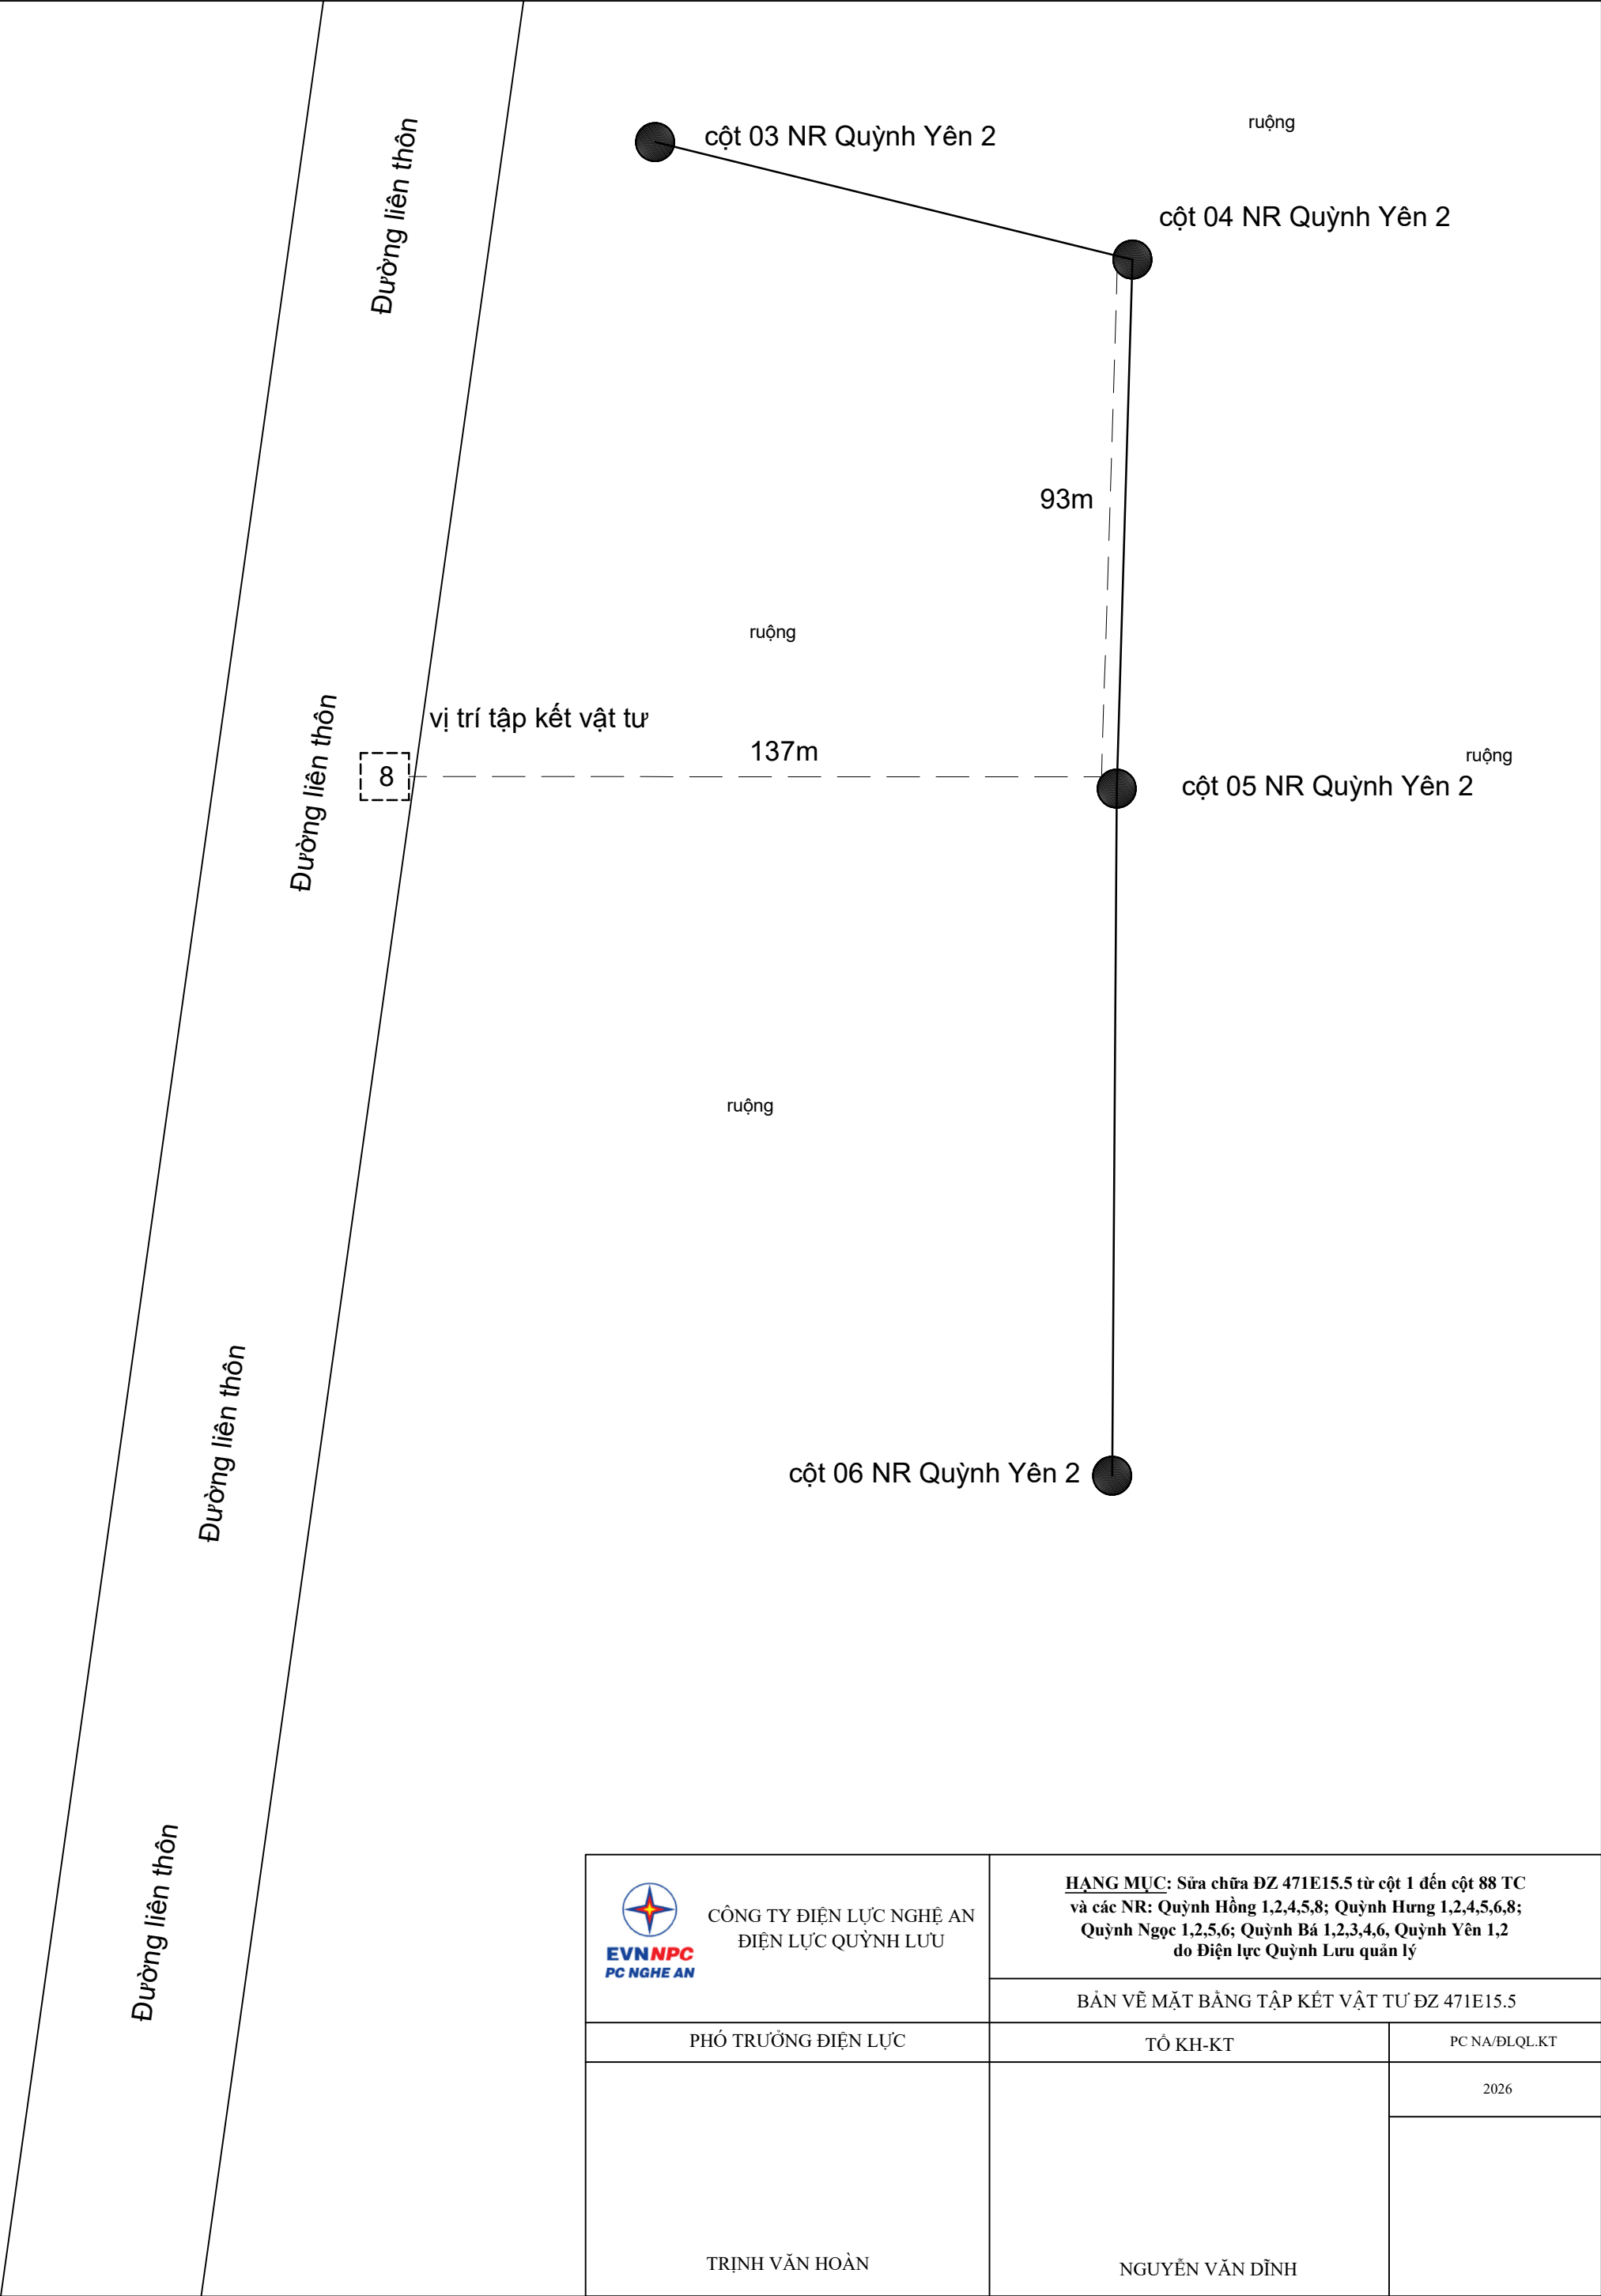 Đường liên thôn
cột 03 NR Quỳnh Yên 2
ruộng
cột 04 NR Quỳnh Yên 2
93m
ruộng
Đường liên thôn
vị trí tập kết vật tư
8
137m
ruộng
cột 05 NR Quỳnh Yên 2
ruộng
Đường liên thôn
cột 06 NR Quỳnh Yên 2
Đường liên thôn
EVNNPC
PC NGHE AN
CÔNG TY ĐIỆN LỰC NGHỆ AN
ĐIỆN LỰC QUỲNH LƯU
HẠNG MỤC: Sửa chữa ĐZ 471E15.5 từ cột 1 đến cột 88 TC
và các NR: Quỳnh Hồng 1,2,4,5,8; Quỳnh Hưng 1,2,4,5,6,8;
Quỳnh Ngọc 1,2,5,6; Quỳnh Bá 1,2,3,4,6, Quỳnh Yên 1,2
do Điện lực Quỳnh Lưu quản lý
BẢN VẼ MẶT BẰNG TẬP KẾT VẬT TƯ ĐZ 471E15.5
PHÓ TRƯỞNG ĐIỆN LỰC
TỔ KH-KT
PC NA/ĐLQL.KT
2026
TRỊNH VĂN HOÀN
NGUYỄN VĂN DĨNH